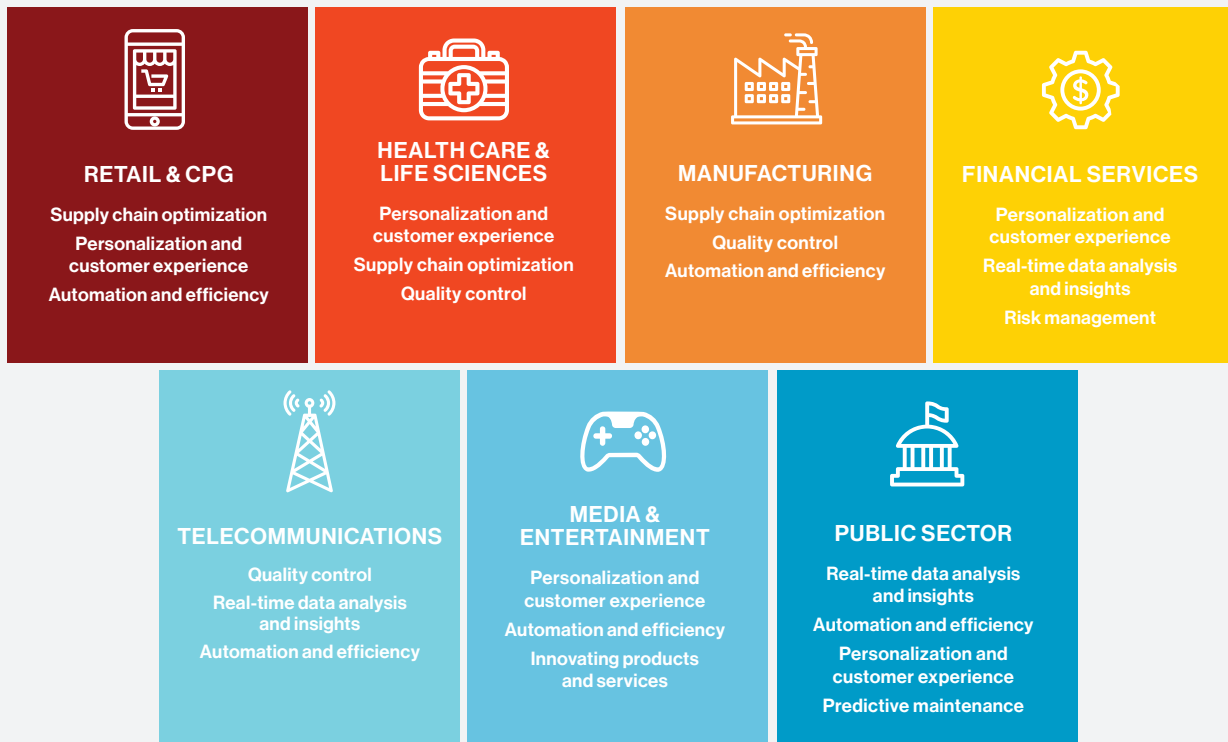 RETAIL & CPG
Supply chain optimization
Personalization and
customer experience
Automation and efficiency
HEALTH CARE &
LIFE SCIENCES
Personalization and
customer experience
Supply chain optimization
Quality control
MANUFACTURING
Supply chain optimization
Quality control
Automation and efficiency
$
FINANCIAL SERVICES
Personalization and
customer experience
Real-time data analysis
and insights
Risk management
TELECOMMUNICATIONS
Quality control
Real-time data analysis
and insights
Automation and efficiency
MEDIA &
ENTERTAINMENT
Personalization and
customer experience
Automation and efficiency
Innovating products
and services
PUBLIC SECTOR
Real-time data analysis
and insights
Automation and efficiency
Personalization and
customer experience
Predictive maintenance